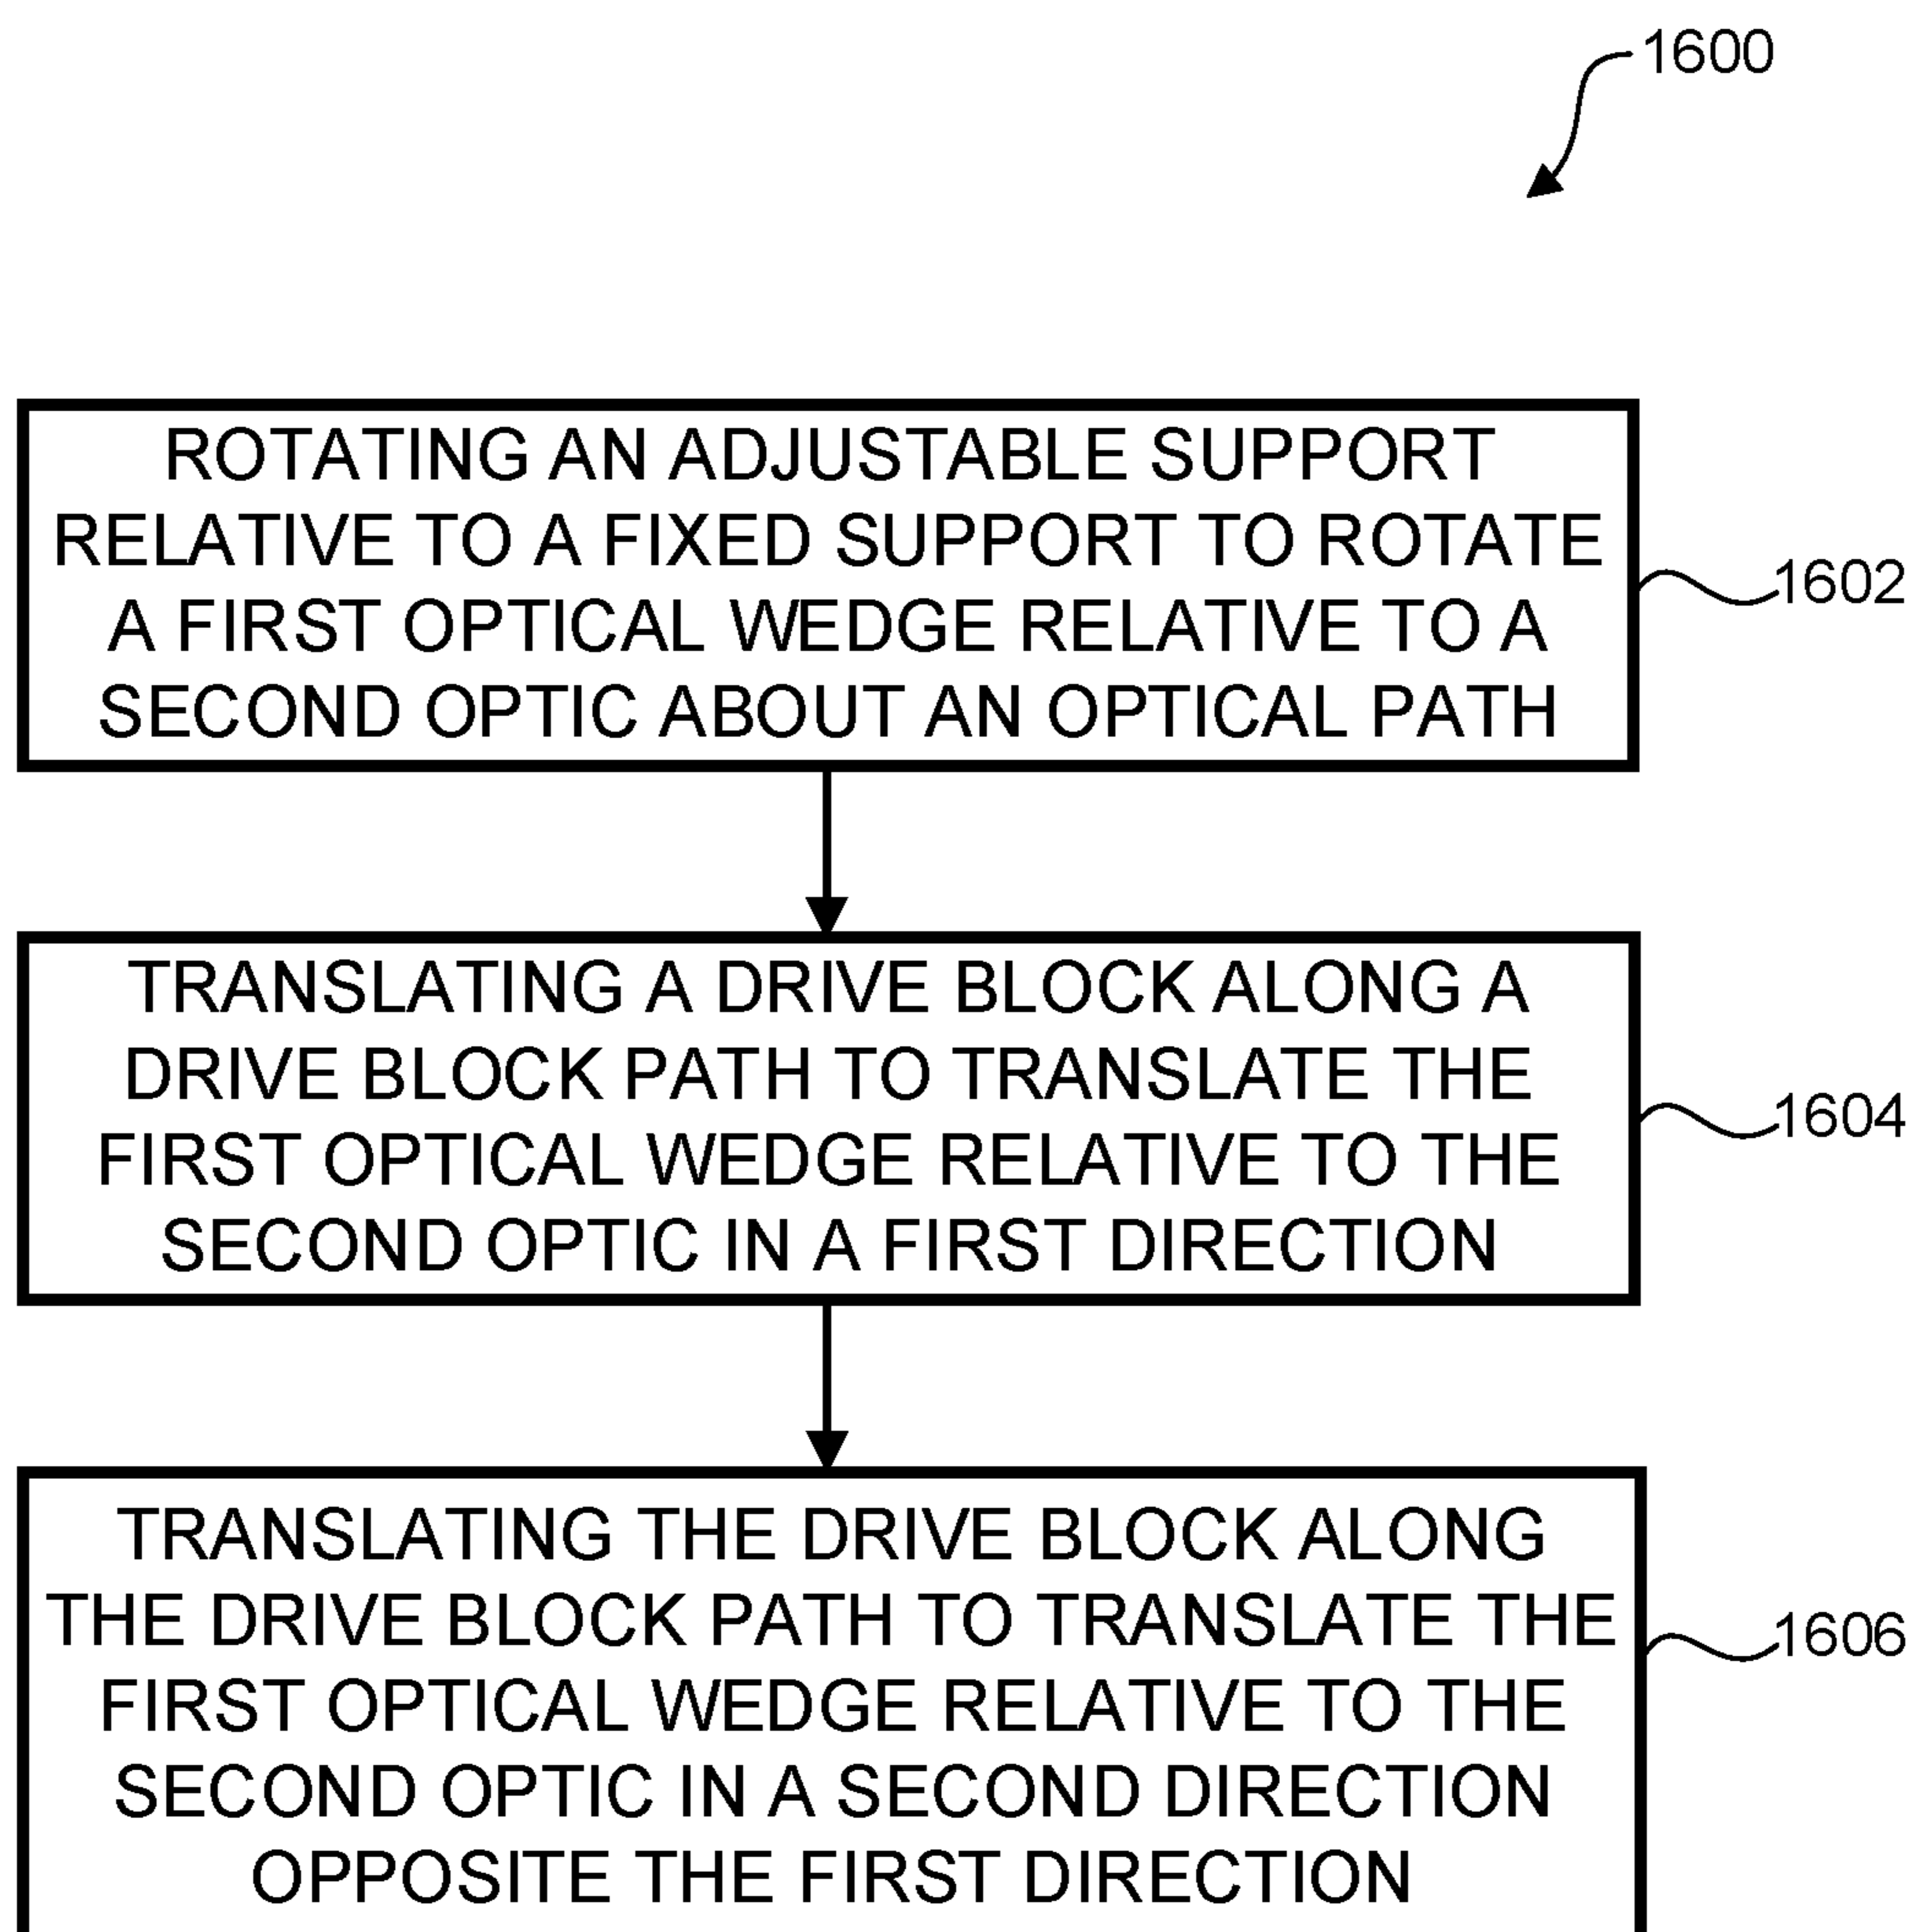 1600
ROTATING AN ADJUSTABLE SUPPORT
RELATIVE TO A FIXED SUPPORT TO ROTATE
A FIRST OPTICAL WEDGE RELATIVE TO A
SECOND OPTIC ABOUT AN OPTICAL PATH
1602
TRANSLATING A DRIVE BLOCK ALONG A
DRIVE BLOCK PATH TO TRANSLATE THE
FIRST OPTICAL WEDGE RELATIVE TO THE
SECOND OPTIC IN A FIRST DIRECTION
1604
TRANSLATING THE DRIVE BLOCK ALONG
THE DRIVE BLOCK PATH TO TRANSLATE THE
FIRST OPTICAL WEDGE RELATIVE TO THE
SECOND OPTIC IN A SECOND DIRECTION
OPPOSITE THE FIRST DIRECTION
1606